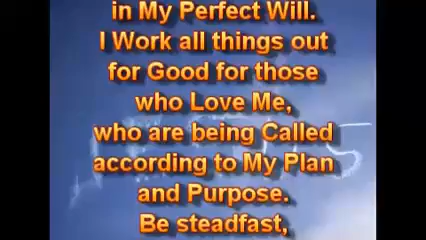 in My Perfect Will.
I Work all things out
for Good for those
who Love Me,
who are being Called
according to My Plan
and Purpose.
Be steadfast,